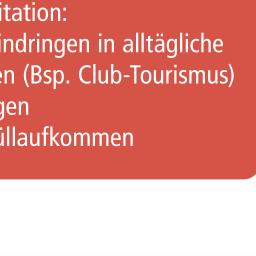 itation:
indringen in alltägliche
en (Bsp. Club-Tourismus)
gen
üllaufkommen